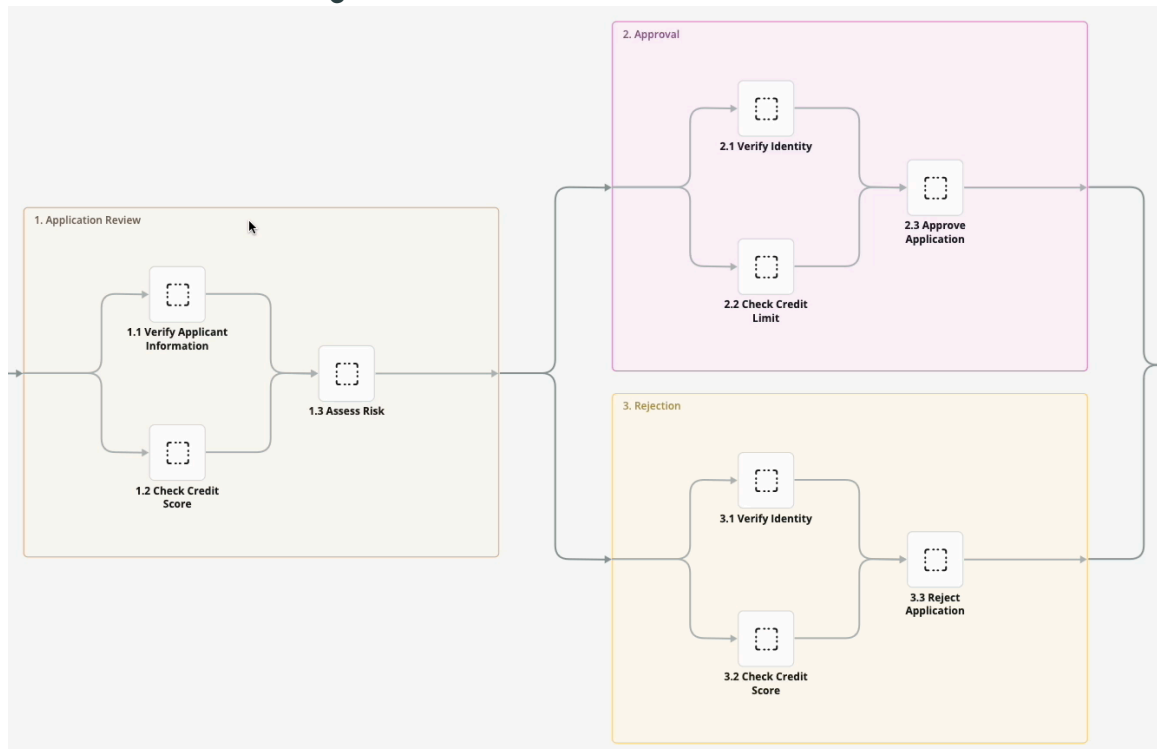 2. Approval
2.1 Verify Identity
2.3 Approve
Application
2.2 Check Credit
Limit
1. Application Review
1.1 Verify Applicant
Information
1.3 Assess Risk
1.2 Check Credit
Score
3. Rejection
3.1 Verify Identity
3.3 Reject
Application
3.2 Check Credit
Score